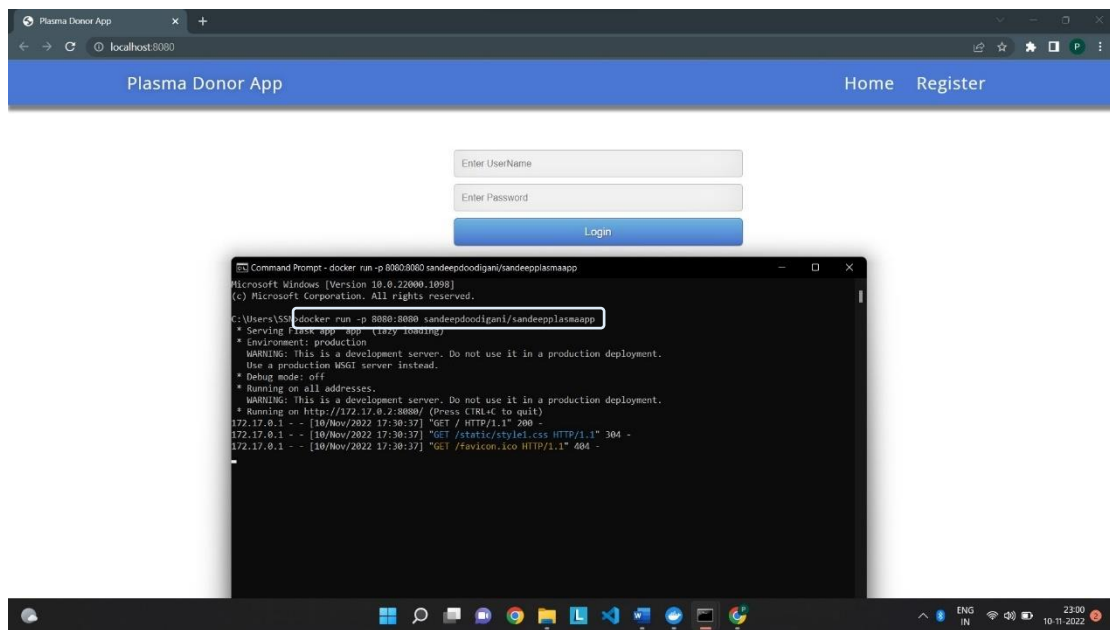 Plasma Donor App
localhost:8080
Plasma Donor App
Home Register
Enter UserName
Enter Password
Login
Command Prompt - docker run -p 8080:8080 sandeepdoodigani/sandeepplasmaapp
Microsoft Windows [Version 10.0.22000.1098]
(c) Microsoft Corporation. All rights reserved.
C:\Users\SSN>docker run -p 8080:8080 sandeepdoodigani/sandeepplasmaapp
* Serving Flask app "app" (lazy loading)
* Environment: production
WARNING: This is a development server. Do not use it in a production deployment.
Use a production WSGI server instead.
* Debug mode: off
* Running on all addresses.
WARNING: This is a development server. Do not use it in a production deployment.
* Running on http://172.17.0.2:8080/ (Press CTRL+C to quit)
172.17.0.1 - - [10/Nov/2022 17:30:37] "GET / HTTP/1.1" 200 -
172.17.0.1 - - [10/Nov/2022 17:30:37] "GET /static/style1.css HTTP/1.1" 304 -
172.17.0.1 - - [10/Nov/2022 17:30:37] "GET /favicon.ico HTTP/1.1" 404 -
ENG
IN
23:00
10-11-2022
2